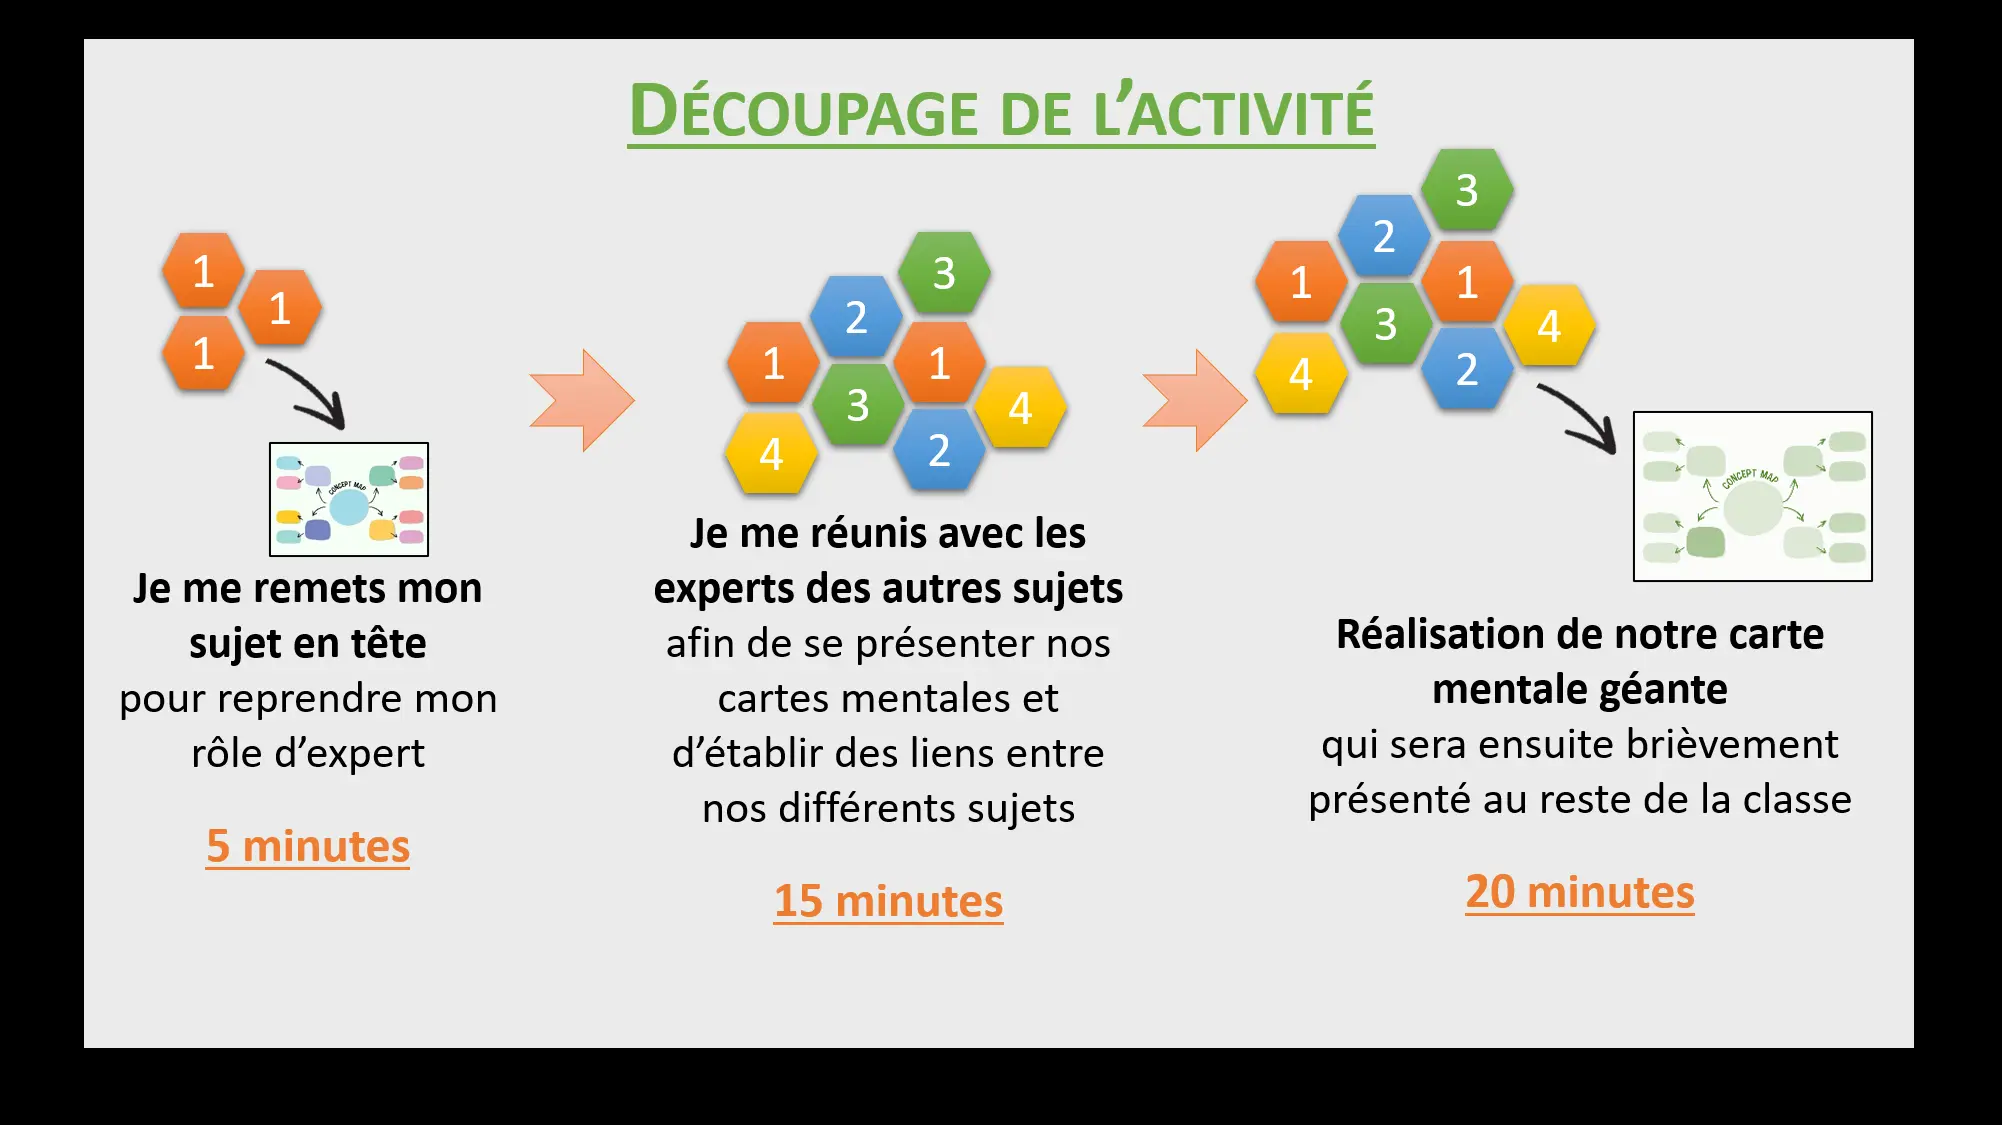 DÉCOUPAGE DE L’ACTIVITÉ
1
1
1
CONCEPT MAP
Je me remets mon
sujet en tête
pour reprendre mon
rôle d’expert
5 minutes
3
2
1
1
3
4
4
2
Je me réunis avec les
experts des autres sujets
afin de se présenter nos
cartes mentales et
d’établir des liens entre
nos différents sujets
15 minutes
3
2
1
1
3
4
4
2
CONCEPT MAP
Réalisation de notre carte
mentale géante
qui sera ensuite brièvement
présenté au reste de la classe
20 minutes